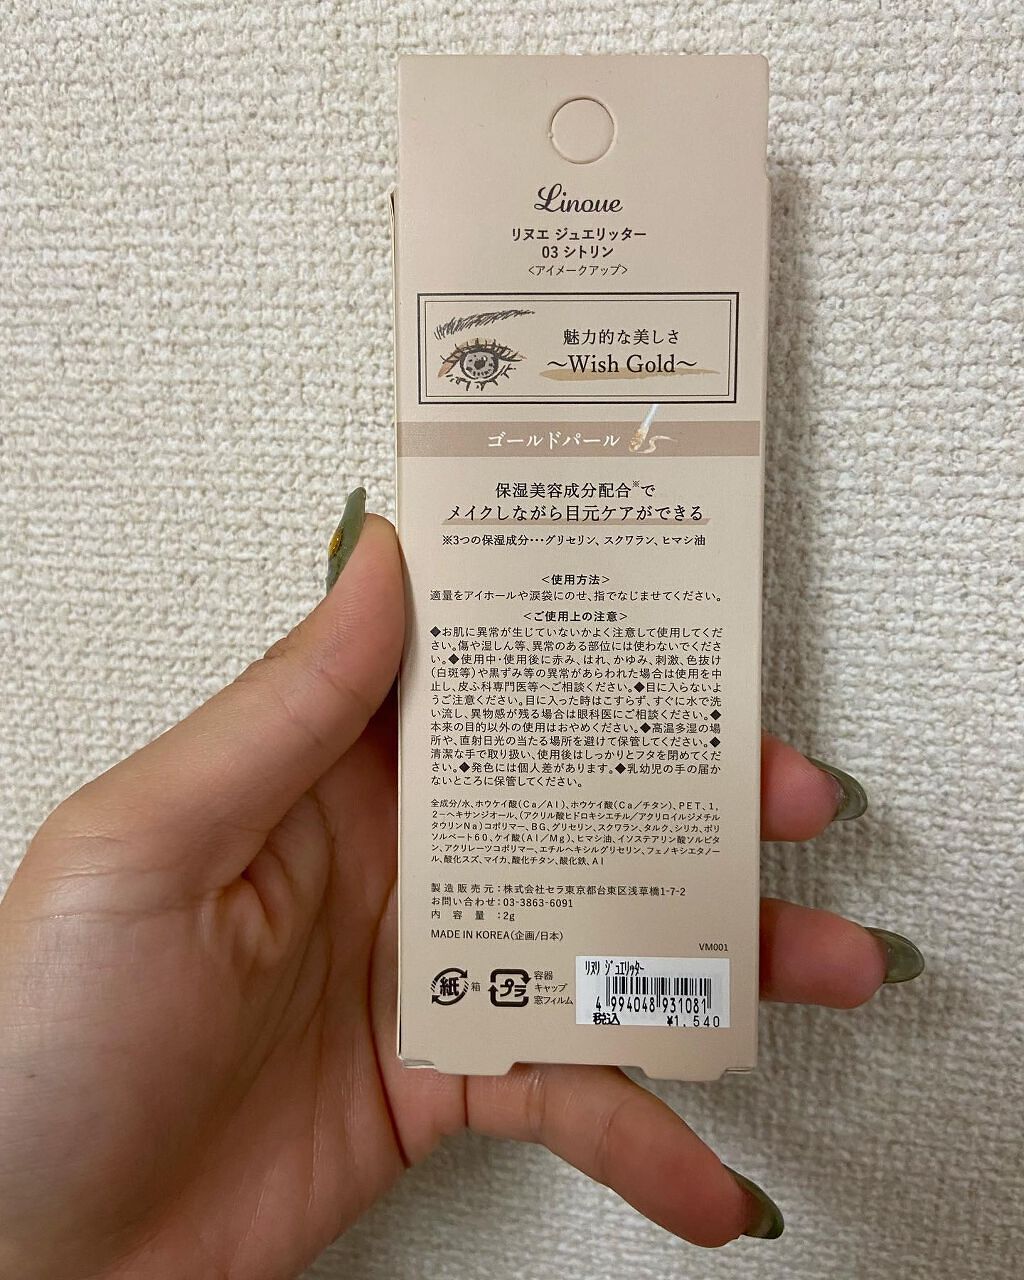 Linoue
リヌエ ジュエリッター
03 シトリン
<アイメークアップ>
魅力的な美しさ
〜Wish Gold〜
ゴールドパール
保湿美容成分配合※で
メイクしながら目元ケアができる
※3つの保湿成分･･･グリセリン、スクワラン、ヒマシ油
<使用方法>
適量をアイホールや涙袋にのせ、指でなじませてください。
<ご使用上の注意>
◆お肌に異常が生じていないかよく注意して使用してくだ
さい。傷や湿しん等、異常のある部位には使わないでくださ
い。◆使用中・使用後に赤み、はれ、かゆみ、刺激、色抜け
(白斑等)や黒ずみ等の異常があらわれた場合は使用を中
止し、皮ふ科専門医等へご相談ください。◆目に入らないよ
うご注意ください。目に入った時はこすらず、すぐに水で洗
い流し、異物感が残る場合は眼科医にご相談ください。◆
本来の目的以外の使用はおやめください。◆高温多湿の場
所や、直射日光の当たる場所を避けて保管してください。◆
清潔な手で取り扱い、使用後はしっかりとフタを閉めてくだ
さい。◆発色には個人差があります。◆乳幼児の手の届か
ないところに保管してください。
全成分/水、ホウケイ酸(Ca/Al)、ホウケイ酸(Ca/チタン)、PET、1,
2-ヘキサンジオール、(アクリル酸ヒドロキシエチル/アクリロイルジメチル
タウリンNa)コポリマー、BG、グリセリン、スクワラン、タルク、シリカ、ポリ
ソルベート60、ケイ酸(Al/Mg)、ヒマシ油、イソステアリン酸ソルビタ
ン、アクリレーツコポリマー、エチルヘキシルグリセリン、フェノキシエタノー
ル、酸化スズ、マイカ、酸化チタン、酸化鉄、Al
製造販売元：株式会社セラ東京都台東区浅草橋1-7-2
お問い合わせ：03-3863-6091
内容量：2g
MADE IN KOREA(企画/日本)
VM001
紙 箱
プラ
容器
キャップ
窓フィルム
リヌリ ジュエリッター
4 994048 931081
税込 ¥1,540